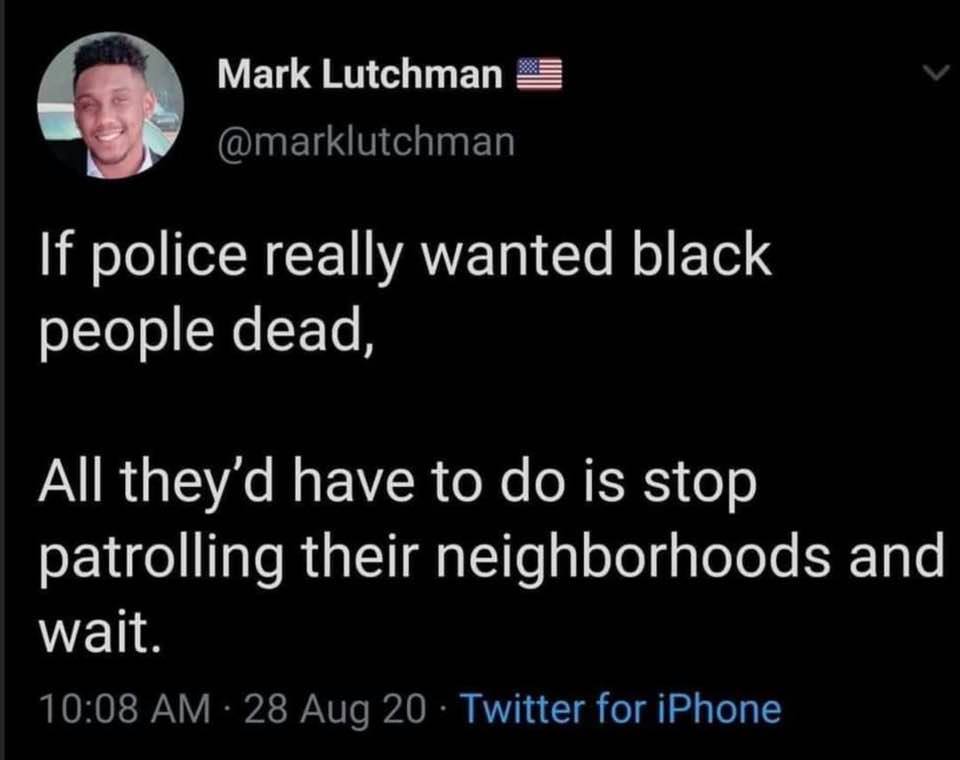 Mark Lutchman 🇺🇸
@marklutchman
If police really wanted black
people dead,
All they'd have to do is stop
patrolling their neighborhoods and
wait.
10:08 AM · 28 Aug 20 · Twitter for iPhone